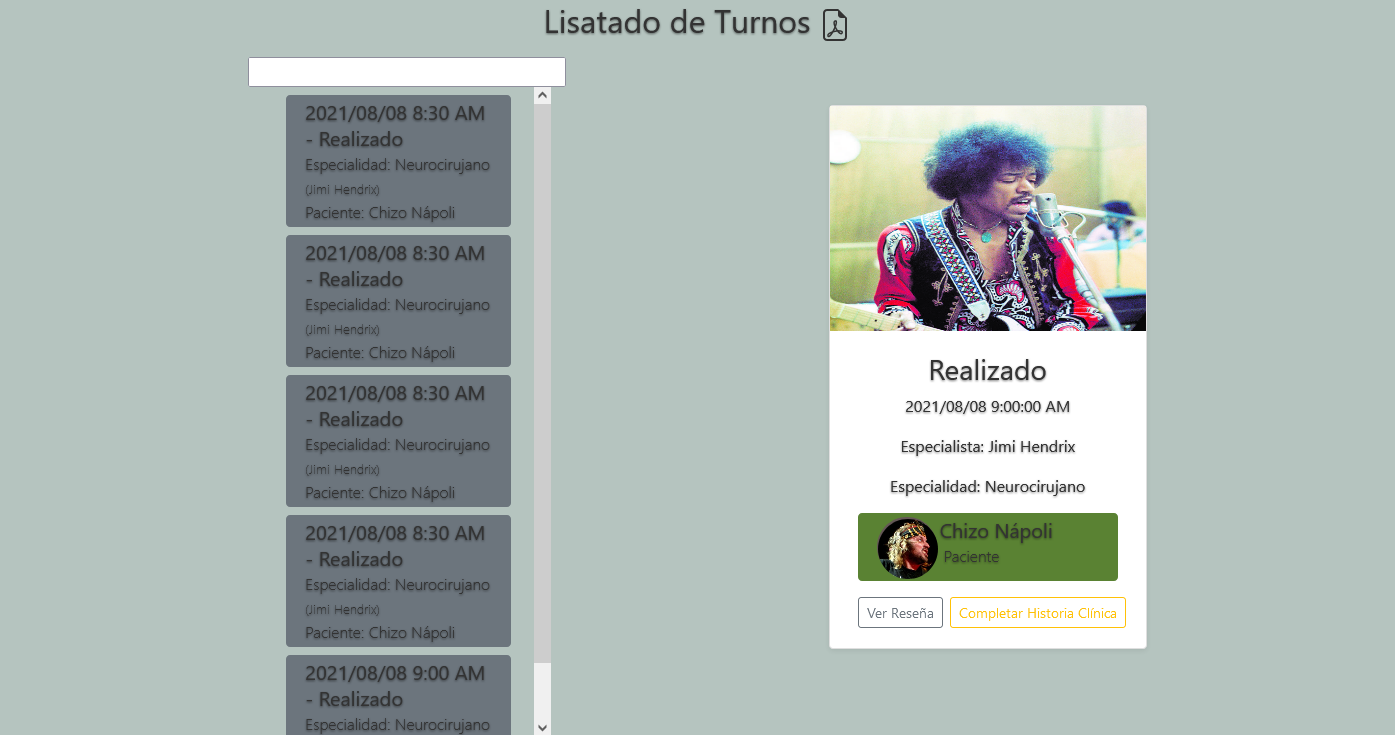 Lisatado de Turnos
2021/08/08 8:30 AM
- Realizado
Especialidad: Neurocirujano
(Jimi Hendrix)
Paciente: Chizo Nápoli
2021/08/08 8:30 AM
- Realizado
Especialidad: Neurocirujano
(Jimi Hendrix)
Paciente: Chizo Nápoli
2021/08/08 8:30 AM
- Realizado
Especialidad: Neurocirujano
(Jimi Hendrix)
Paciente: Chizo Nápoli
2021/08/08 8:30 AM
- Realizado
Especialidad: Neurocirujano
(Jimi Hendrix)
Paciente: Chizo Nápoli
2021/08/08 9:00 AM
- Realizado
Especialidad: Neurocirujano
Realizado
2021/08/08 9:00:00 AM
Especialista: Jimi Hendrix
Especialidad: Neurocirujano
Chizo Nápoli
Paciente
Ver Reseña
Completar Historia Clínica